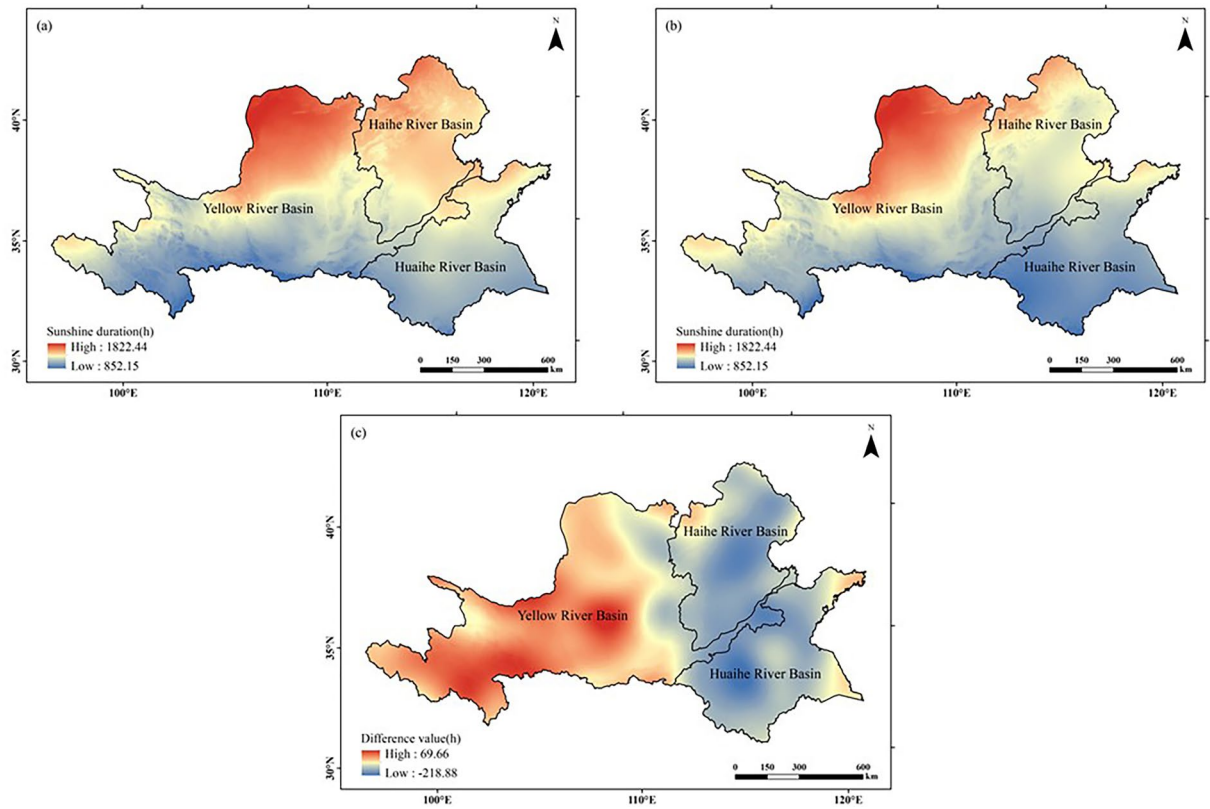 (a)
N
40°N
35°N
30°N
Haihe River Basin
Yellow River Basin
Huaihe River Basin
Sunshine duration(h)
High : 1822.44
Low : 852.15
0 150 300 600
km
100°E 110°E 120°E
(b)
N
40°N
35°N
30°N
Haihe River Basin
Yellow River Basin
Huaihe River Basin
Sunshine duration(h)
High : 1822.44
Low : 852.15
0 150 300 600
km
100°E 110°E 120°E
(c)
N
40°N
35°N
30°N
Haihe River Basin
Yellow River Basin
Huaihe River Basin
Difference value(h)
High : 69.66
Low : -218.88
0 150 300 600
km
100°E 110°E 120°E